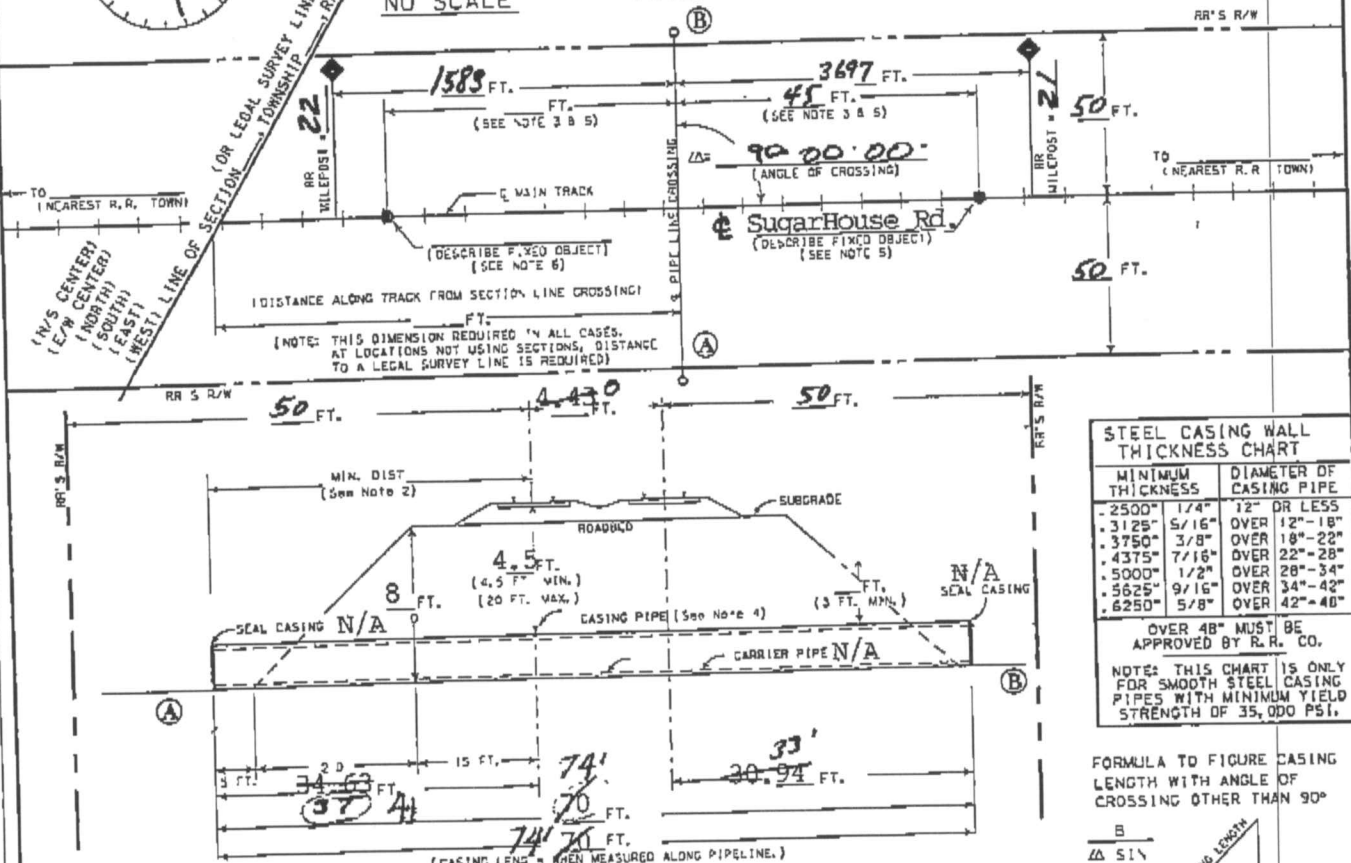 NO SCALE
B
RR'S R/W
(OR LEGAL SURVEY LINE
LINE OF SECTION , TOWNSHIP
1583 FT.
3697 FT.
FT.
(SEE NOTE 3 & 5)
45 FT.
(SEE NOTE 3 & 5)
RR MILEPOST = 22
RR MILEPOST = 21
50 FT.
PIPE LINE CROSSING
∠A= 90·00·00·
(ANGLE OF CROSSING)
TO
(NEAREST R.R. TOWN)
TO
(NEAREST R.R TOWN)
℄ MAIN TRACK
℄ SugarHouse Rd.
(DESCRIBE FIXED OBJECT)
(SEE NOTE 5)
(DESCRIBE FIXED OBJECT)
(SEE NOTE 6)
50 FT.
(N/S CENTER)
(E/W CENTER)
(NORTH)
(SOUTH)
(EAST)
(WEST)
(DISTANCE ALONG TRACK FROM SECTION LINE CROSSING)
FT.
(NOTE: THIS DIMENSION REQUIRED IN ALL CASES.
AT LOCATIONS NOT USING SECTIONS, DISTANCE
TO A LEGAL SURVEY LINE IS REQUIRED)
A
RR S R/W
50 FT.
4.43 0 FT.
50 FT.
RR'S R/W
RR'S R/W
MIN. DIST
(See Note 2)
SUBGRADE
ROADBED
4.5 FT.
(4.5 FT MIN.)
(20 FT. MAX.)
8 FT.
FT.
(3 FT. MIN.)
N/A
SEAL CASING
SEAL CASING N/A
CASING PIPE (See Note 4)
CARRIER PIPE N/A
A
B
5 FT.
20
15 FT.
34.63 FT
37 41
74'
70 FT.
33'
30.94 FT.
74' 70 FT.
(CASING LENGTH WHEN MEASURED ALONG PIPELINE.)
STEEL CASING WALL
THICKNESS CHART
MINIMUM THICKNESS DIAMETER OF CASING PIPE
.2500" 1/4" 12" OR LESS
.3125" 5/16" OVER 12"-18"
.3750" 3/8" OVER 18"-22"
.4375" 7/16" OVER 22"-28"
.5000" 1/2" OVER 28"-34"
.5625" 9/16" OVER 34"-42"
.6250" 5/8" OVER 42"-48"
OVER 48" MUST BE
APPROVED BY R.R. CO.
NOTE: THIS CHART IS ONLY
FOR SMOOTH STEEL CASING
PIPES WITH MINIMUM YIELD
STRENGTH OF 35,000 PSI.
FORMULA TO FIGURE CASING
LENGTH WITH ANGLE OF
CROSSING OTHER THAN 90°
B
∠A SIN
LENGTH